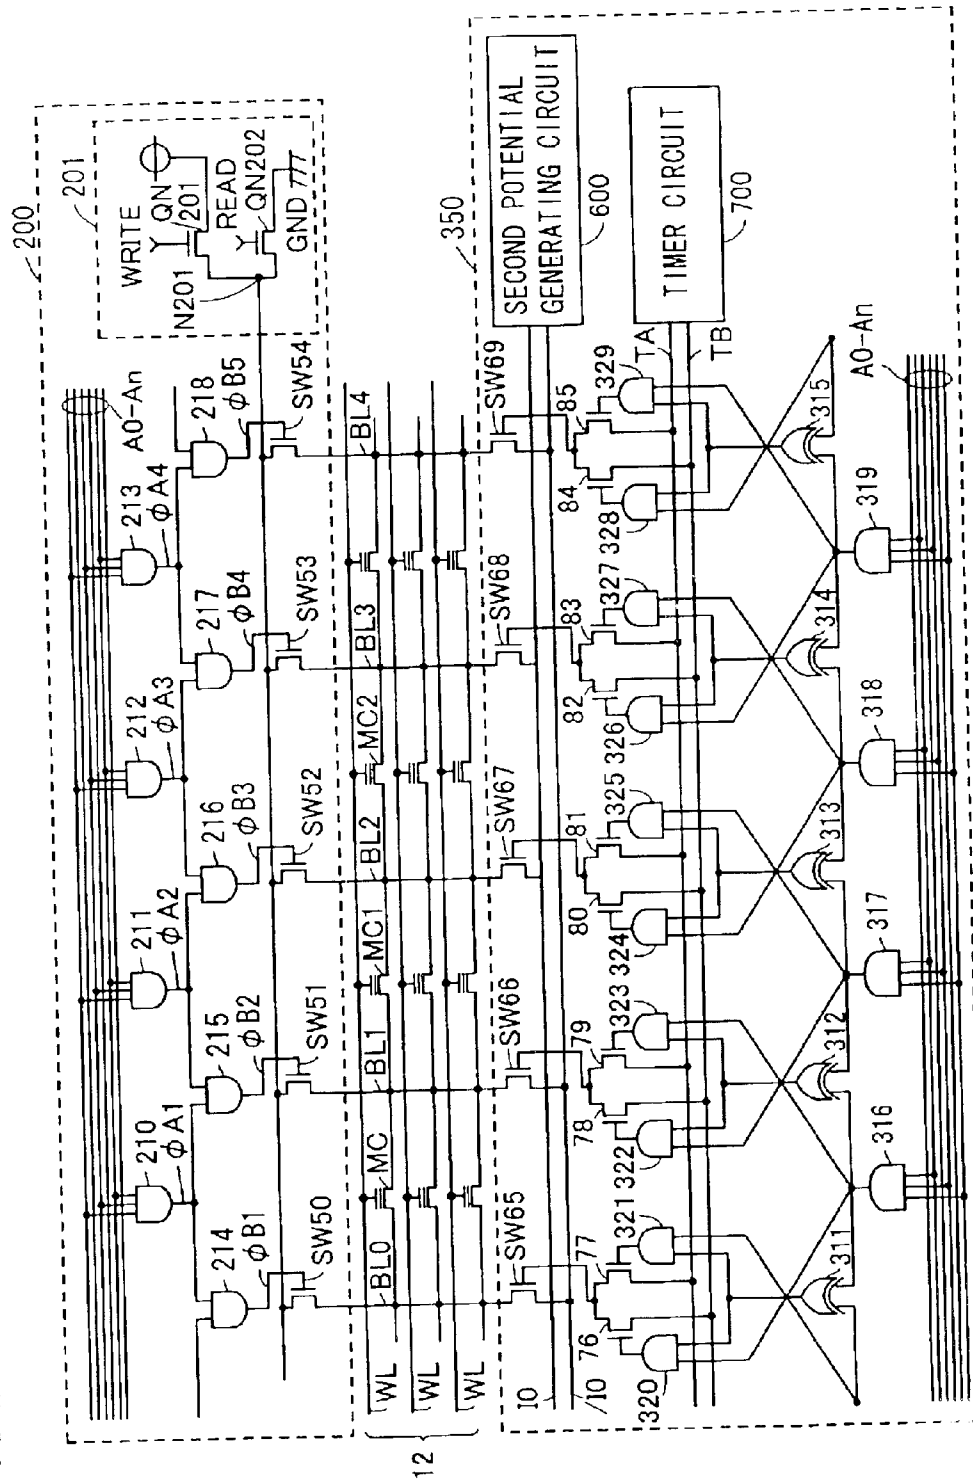 200
201
WRITE
QN
201
READ
QN202
GND
N201
A0-An
210
211
212
213
φA1
φA2
φA3
φA4
214
215
216
217
218
φB1
φB2
φB3
φB4
φB5
SW50
SW51
SW52
SW53
SW54
BL0
BL1
BL2
BL3
BL4
MC
MC1
MC2
WL
WL
WL
12
350
SW65
SW66
SW67
SW68
SW69
IO
/IO
SECOND POTENTIAL
GENERATING CIRCUIT
600
TIMER CIRCUIT
700
TA
TB
76
77
78
79
80
81
82
83
84
85
320
321
322
323
324
325
326
327
328
329
311
312
313
314
315
316
317
318
319
A0-An